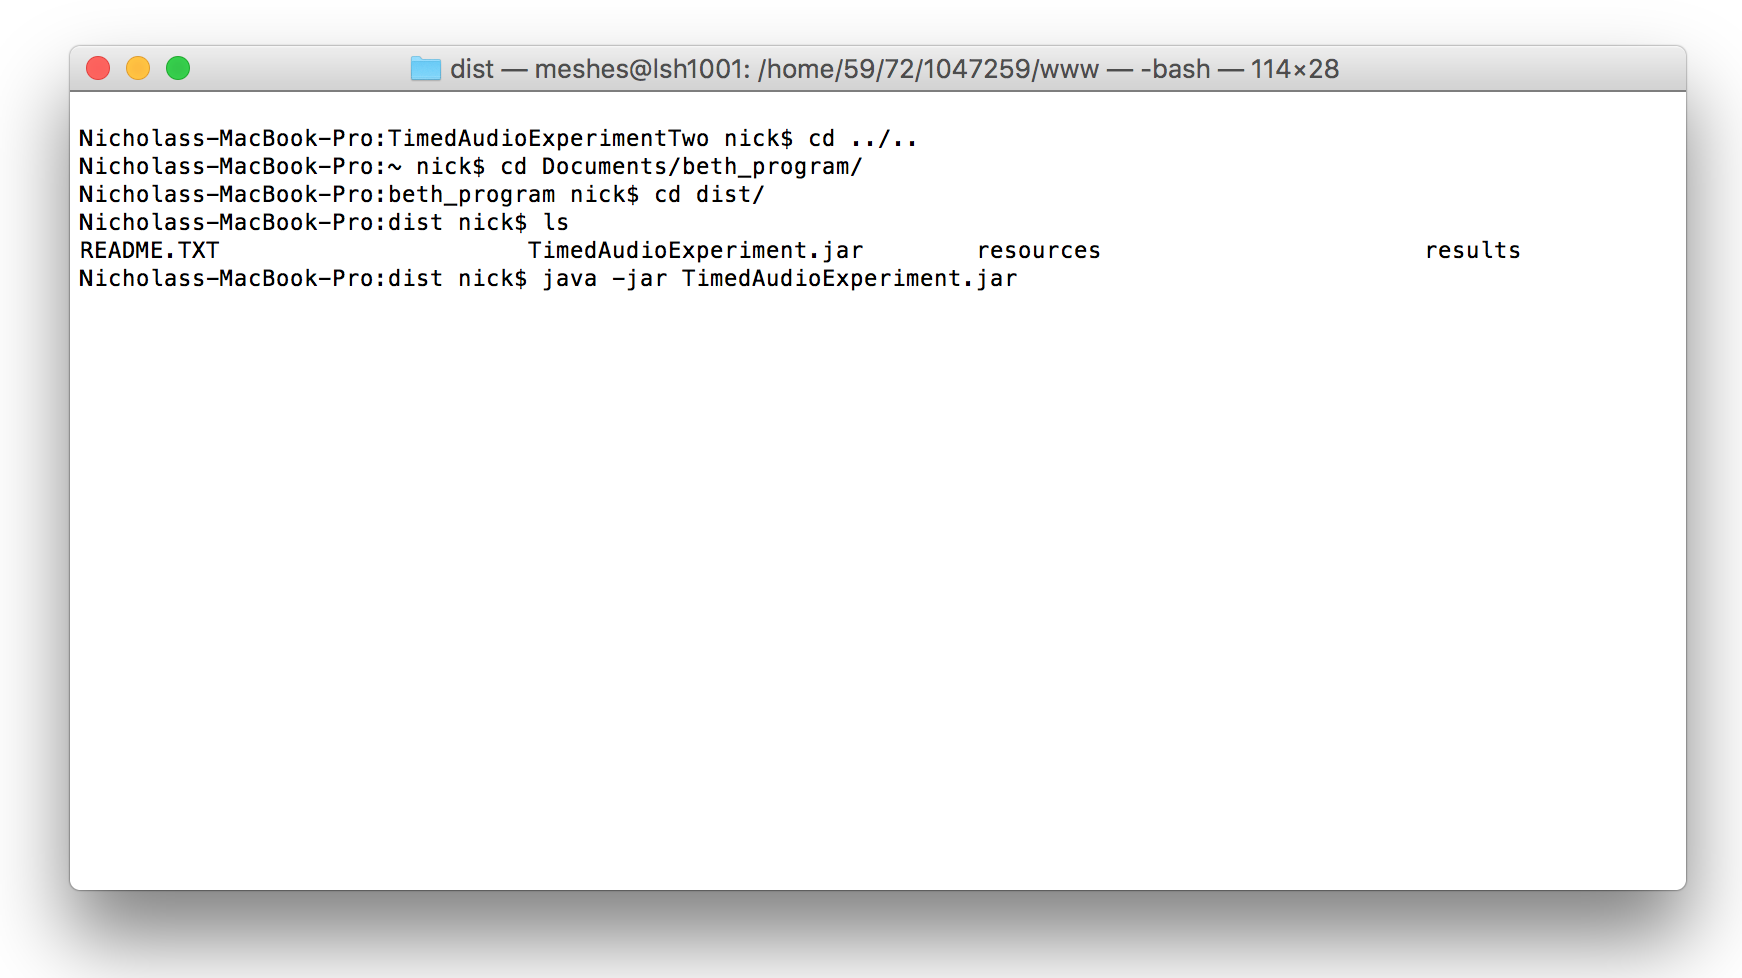 dist — meshes@lsh1001: /home/59/72/1047259/www — -bash — 114×28
Nicholass-MacBook-Pro:TimedAudioExperimentTwo nick$ cd ../..
Nicholass-MacBook-Pro:~ nick$ cd Documents/beth_program/
Nicholass-MacBook-Pro:beth_program nick$ cd dist/
Nicholass-MacBook-Pro:dist nick$ ls
README.TXT TimedAudioExperiment.jar resources results
Nicholass-MacBook-Pro:dist nick$ java -jar TimedAudioExperiment.jar